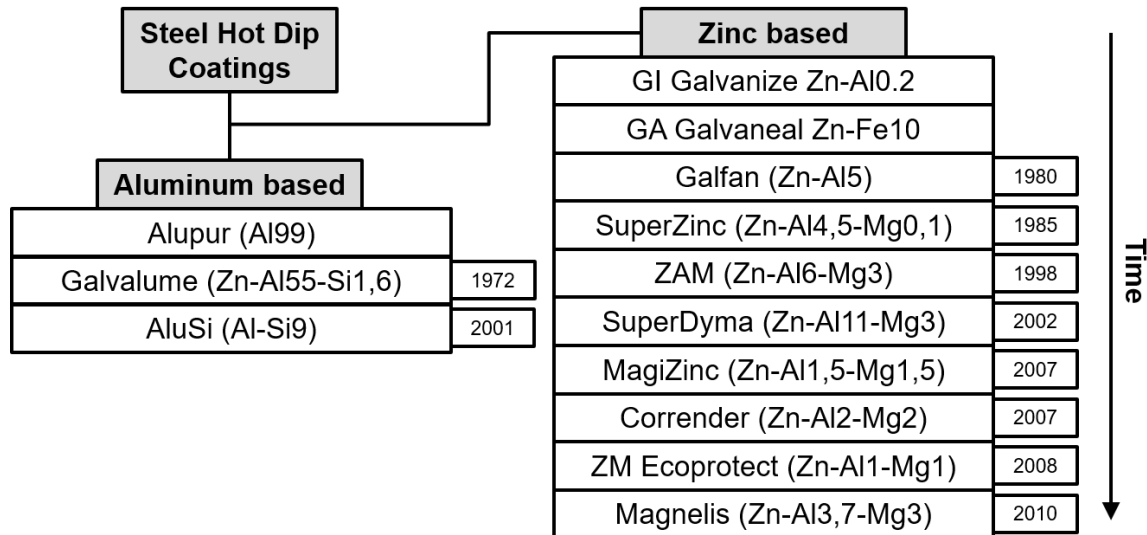 Steel Hot Dip
Coatings
Aluminum based
Alupur (Al99)
Galvalume (Zn-Al55-Si1,6)
1972
AluSi (Al-Si9)
2001
Zinc based
GI Galvanize Zn-Al0.2
GA Galvaneal Zn-Fe10
Galfan (Zn-Al5)
1980
SuperZinc (Zn-Al4,5-Mg0,1)
1985
ZAM (Zn-Al6-Mg3)
1998
SuperDyma (Zn-Al11-Mg3)
2002
MagiZinc (Zn-Al1,5-Mg1,5)
2007
Corrender (Zn-Al2-Mg2)
2007
ZM Ecoprotect (Zn-Al1-Mg1)
2008
Magnelis (Zn-Al3,7-Mg3)
2010
Time